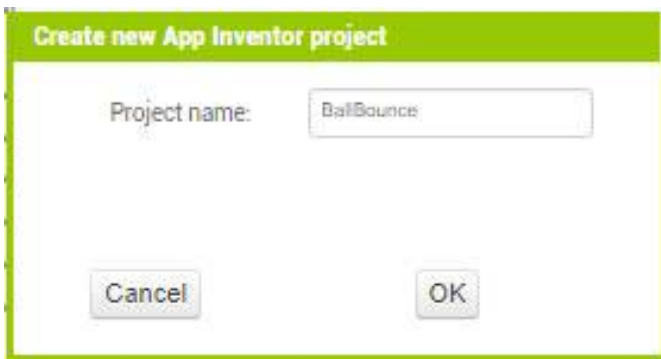 Create new App Inventor project
Project name:
BallBounce
Cancel
OK